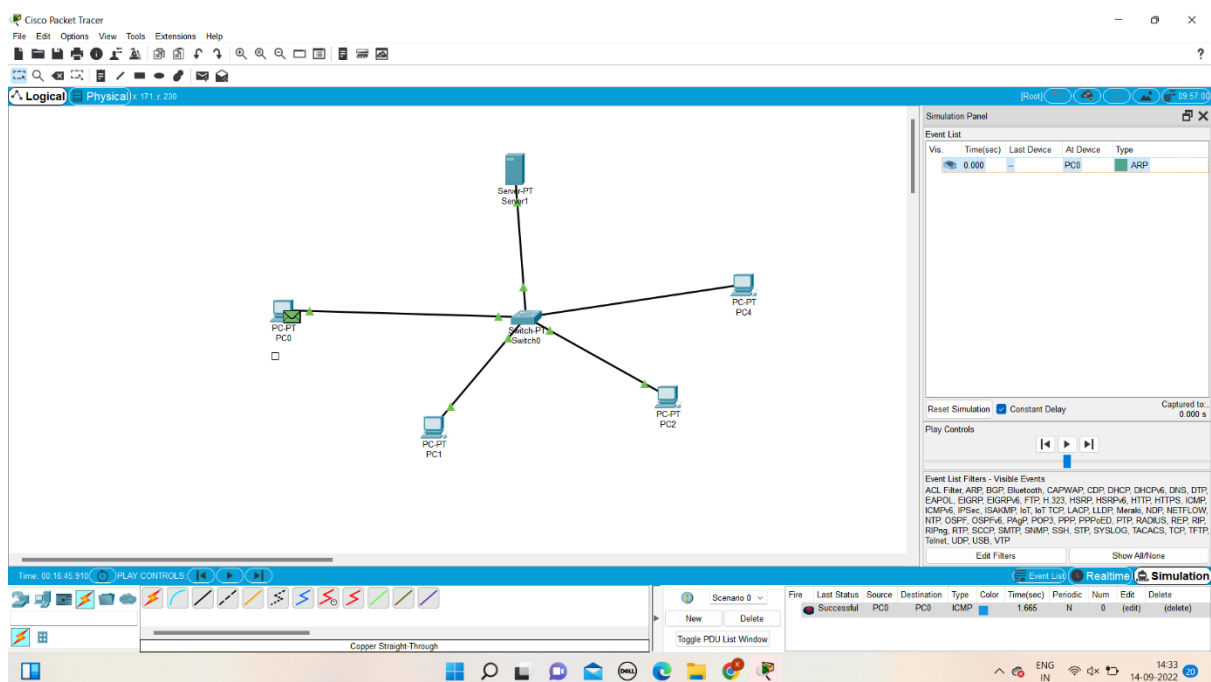 Cisco Packet Tracer
File Edit Options View Tools Extensions Help
?
Logical Physical x: 171, y: 230 [Root] 09:57:00
Simulation Panel
Event List
Vis. Time(sec) Last Device At Device Type
0.000 -- PC0 ARP
Server-PT
Server1
PC-PT
PC4
PC-PT
PC0
Switch-PT
Switch0
PC-PT
PC2
PC-PT
PC1
Reset Simulation Constant Delay Captured to:
0.000 s
Play Controls
Event List Filters - Visible Events
ACL Filter, ARP, BGP, Bluetooth, CAPWAP, CDP, DHCP, DHCPv6, DNS, DTP,
EAPOL, EIGRP, EIGRPv6, FTP, H.323, HSRP, HSRPv6, HTTP, HTTPS, ICMP,
ICMPv6, IPSec, ISAKMP, IoT, IoT TCP, LACP, LLDP, Meraki, NDP, NETFLOW,
NTP, OSPF, OSPFv6, PAgP, POP3, PPP, PPPoED, PTP, RADIUS, REP, RIP,
RIPng, RTP, SCCP, SMTP, SNMP, SSH, STP, SYSLOG, TACACS, TCP, TFTP,
Telnet, UDP, USB, VTP
Edit Filters Show All/None
Time: 00:16:45.910 PLAY CONTROLS: Event List Realtime Simulation
Scenario 0
New Delete
Toggle PDU List Window
Fire Last Status Source Destination Type Color Time(sec) Periodic Num Edit Delete
Successful PC0 PC0 ICMP 1.665 N 0 (edit) (delete)
Copper Straight-Through
DELL
ENG
IN
14:33
14-09-2022
20